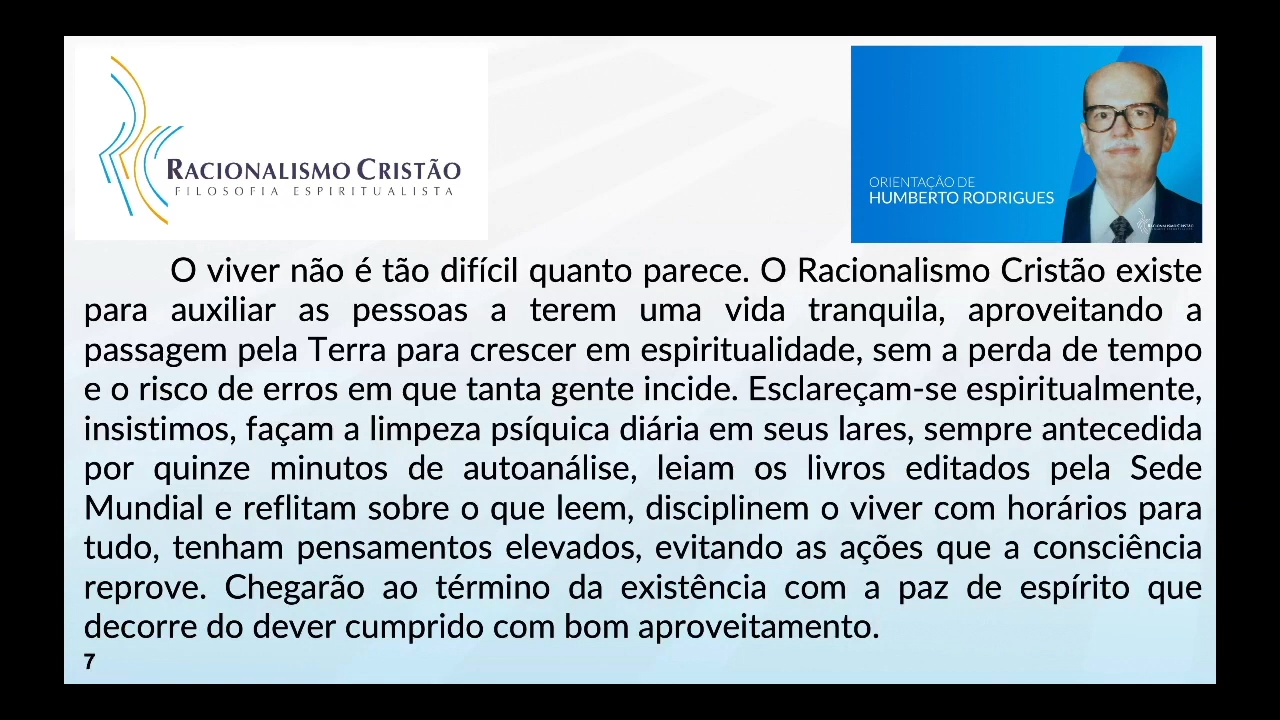 RACIONALISMO CRISTÃO
FILOSOFIA ESPIRITUALISTA
ORIENTAÇÃO DE
HUMBERTO RODRIGUES
RACIONALISMO CRISTÃO
O viver não é tão difícil quanto parece. O Racionalismo Cristão existe
para auxiliar as pessoas a terem uma vida tranquila, aproveitando a
passagem pela Terra para crescer em espiritualidade, sem a perda de tempo
e o risco de erros em que tanta gente incide. Esclareçam-se espiritualmente,
insistimos, façam a limpeza psíquica diária em seus lares, sempre antecedida
por quinze minutos de autoanálise, leiam os livros editados pela Sede
Mundial e reflitam sobre o que leem, disciplinem o viver com horários para
tudo, tenham pensamentos elevados, evitando as ações que a consciência
reprove. Chegarão ao término da existência com a paz de espírito que
decorre do dever cumprido com bom aproveitamento.
7